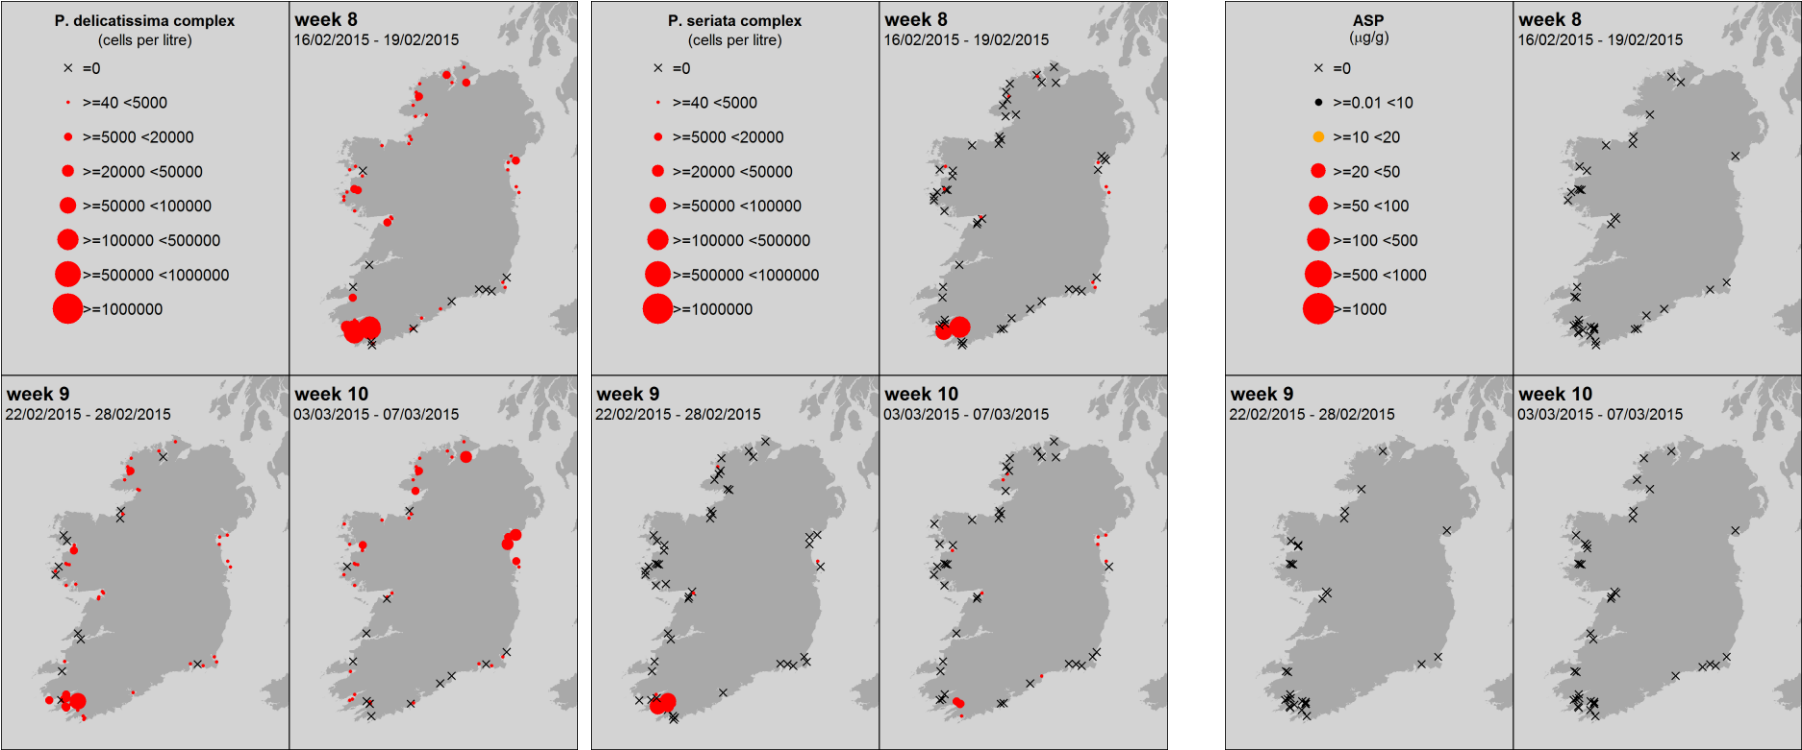 P. delicatissima complex
(cells per litre)
=0
>=40 <5000
>=5000 <20000
>=20000 <50000
>=50000 <100000
>=100000 <500000
>=500000 <1000000
>=1000000
week 8
16/02/2015 - 19/02/2015
week 9
22/02/2015 - 28/02/2015
week 10
03/03/2015 - 07/03/2015
P. seriata complex
(cells per litre)
=0
>=40 <5000
>=5000 <20000
>=20000 <50000
>=50000 <100000
>=100000 <500000
>=500000 <1000000
>=1000000
week 8
16/02/2015 - 19/02/2015
week 9
22/02/2015 - 28/02/2015
week 10
03/03/2015 - 07/03/2015
ASP
(μg/g)
=0
>=0.01 <10
>=10 <20
>=20 <50
>=50 <100
>=100 <500
>=500 <1000
>=1000
week 8
16/02/2015 - 19/02/2015
week 9
22/02/2015 - 28/02/2015
week 10
03/03/2015 - 07/03/2015